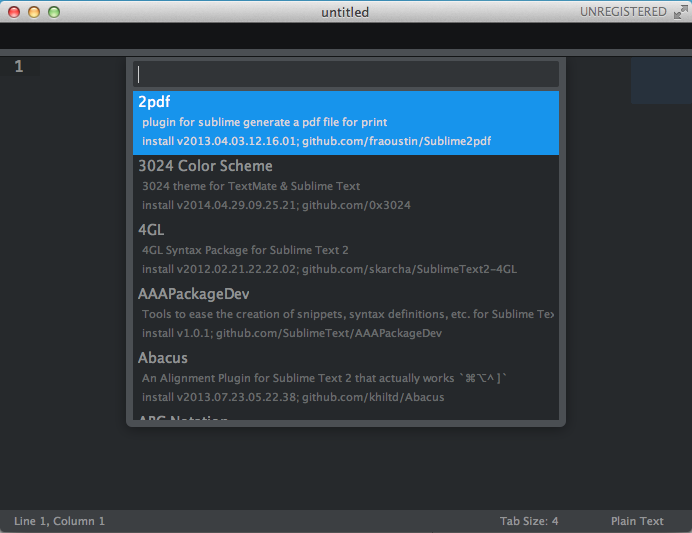 untitled
UNREGISTERED
1
2pdf
plugin for sublime generate a pdf file for print
install v2013.04.03.12.16.01; github.com/fraoustin/Sublime2pdf
3024 Color Scheme
3024 theme for TextMate & Sublime Text
install v2014.04.29.09.25.21; github.com/0x3024
4GL
4GL Syntax Package for Sublime Text 2
install v2012.02.21.22.22.02; github.com/skarcha/SublimeText2-4GL
AAAPackageDev
Tools to ease the creation of snippets, syntax definitions, etc. for Sublime Tex
install v1.0.1; github.com/SublimeText/AAAPackageDev
Abacus
An Alignment Plugin for Sublime Text 2 that actually works `⌘⌥^]`
install v2013.07.23.05.22.38; github.com/khiltd/Abacus
ABC Notation
Line 1, Column 1
Tab Size: 4
Plain Text